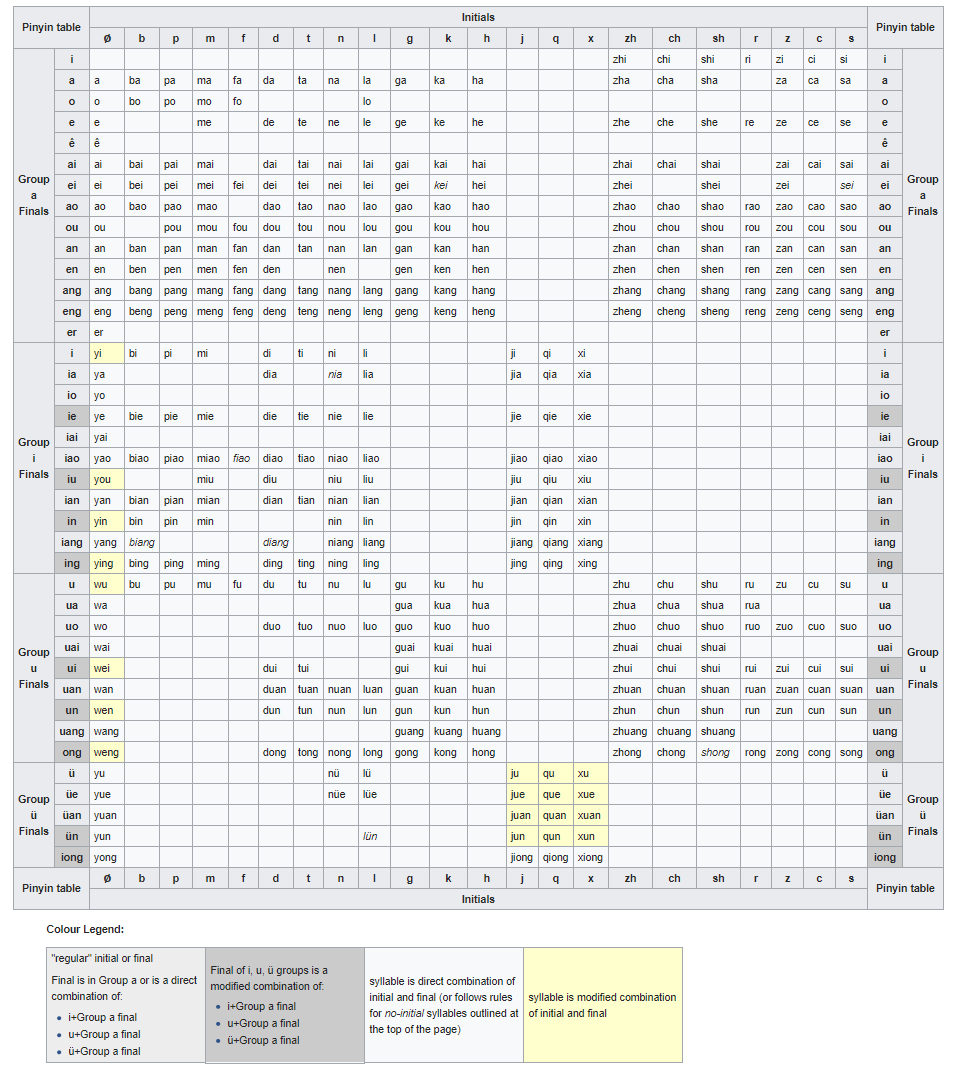 Pinyin table Initials Pinyin table
Ø b p m f d t n l g k h j q x zh ch sh r z c s
Group a Finals
i zhi chi shi ri zi ci si i
a a ba pa ma fa da ta na la ga ka ha zha cha sha za ca sa a
o o bo po mo fo lo o
e e me de te ne le ge ke he zhe che she re ze ce se e
ê ê ê
ai ai bai pai mai dai tai nai lai gai kai hai zhai chai shai zai cai sai ai
ei ei bei pei mei fei dei tei nei lei gei kei hei zhei shei zei sei ei
ao ao bao pao mao dao tao nao lao gao kao hao zhao chao shao rao zao cao sao ao
ou ou pou mou fou dou tou nou lou gou kou hou zhou chou shou rou zou cou sou ou
an an ban pan man fan dan tan nan lan gan kan han zhan chan shan ran zan can san an
en en ben pen men fen den nen gen ken hen zhen chen shen ren zen cen sen en
ang ang bang pang mang fang dang tang nang lang gang kang hang zhang chang shang rang zang cang sang ang
eng eng beng peng meng feng deng teng neng leng geng keng heng zheng cheng sheng reng zeng ceng seng eng
er er er
Group a Finals
Group i Finals
i yi bi pi mi di ti ni li ji qi xi i
ia ya dia nia lia jia qia xia ia
io yo io
ie ye bie pie mie die tie nie lie jie qie xie ie
iai yai iai
iao yao biao piao miao fiao diao tiao niao liao jiao qiao xiao iao
iu you miu diu niu liu jiu qiu xiu iu
ian yan bian pian mian dian tian nian lian jian qian xian ian
in yin bin pin min nin lin jin qin xin in
iang yang biang diang niang liang jiang qiang xiang iang
ing ying bing ping ming ding ting ning ling jing qing xing ing
Group i Finals
Group u Finals
u wu bu pu mu fu du tu nu lu gu ku hu zhu chu shu ru zu cu su u
ua wa gua kua hua zhua chua shua rua ua
uo wo duo tuo nuo luo guo kuo huo zhuo chuo shuo ruo zuo cuo suo uo
uai wai guai kuai huai zhuai chuai shuai uai
ui wei dui tui gui kui hui zhui chui shui rui zui cui sui ui
uan wan duan tuan nuan luan guan kuan huan zhuan chuan shuan ruan zuan cuan suan uan
un wen dun tun nun lun gun kun hun zhun chun shun run zun cun sun un
uang wang guang kuang huang zhuang chuang shuang uang
ong weng dong tong nong long gong kong hong zhong chong shong rong zong cong song ong
Group u Finals
Group ü Finals
ü yu nü lü ju qu xu ü
üe yue nüe lüe jue que xue üe
üan yuan juan quan xuan üan
ün yun lün jun qun xun ün
iong yong jiong qiong xiong iong
Group ü Finals
Pinyin table Ø b p m f d t n l g k h j q x zh ch sh r z c s Pinyin table
Initials
Colour Legend:
"regular" initial or final
Final is in Group a or is a direct
combination of:
• i+Group a final
• u+Group a final
• ü+Group a final
Final of i, u, ü groups is a
modified combination of:
• i+Group a final
• u+Group a final
• ü+Group a final
syllable is direct combination of
initial and final (or follows rules
for no-initial syllables outlined at
the top of the page)
syllable is modified combination
of initial and final